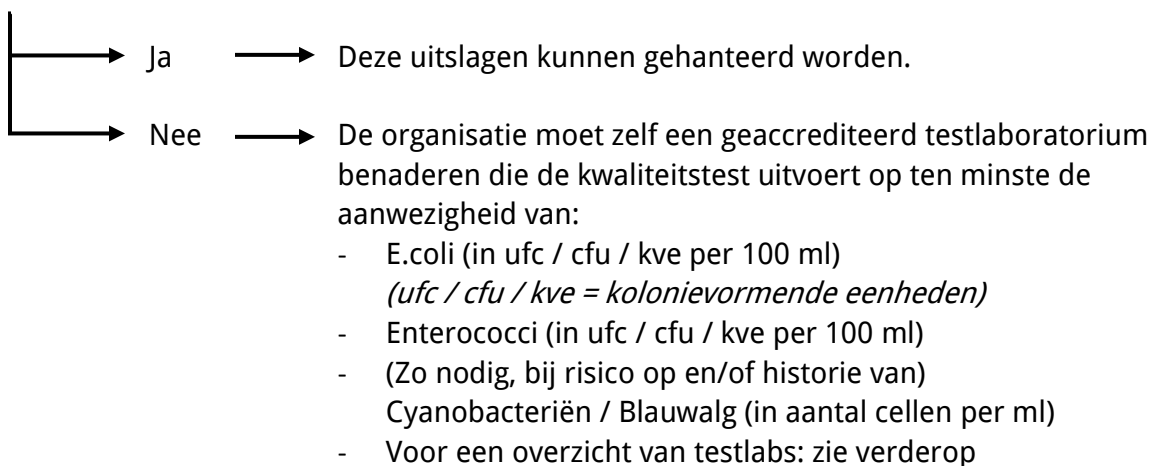 Ja Deze uitslagen kunnen gehanteerd worden.
Nee De organisatie moet zelf een geaccrediteerd testlaboratorium
benaderen die de kwaliteitstest uitvoert op ten minste de
aanwezigheid van:
- E.coli (in ufc / cfu / kve per 100 ml)
(ufc / cfu / kve = kolonievormende eenheden)
- Enterococci (in ufc / cfu / kve per 100 ml)
- (Zo nodig, bij risico op en/of historie van)
Cyanobacteriën / Blauwalg (in aantal cellen per ml)
- Voor een overzicht van testlabs: zie verderop